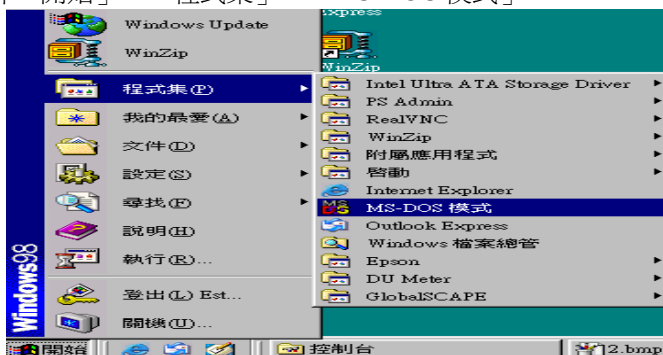 Windows Update
WinZip
程式集(P)
我的最愛(A)
文件(D)
設定(S)
尋找(F)
說明(H)
執行(R)...
登出(L) Est...
關機(U)...
Windows98
Express
WinZip
Intel Ultra ATA Storage Driver
PS Admin
RealVNC
WinZip
附屬應用程式
啓動
Internet Explorer
MS-DOS 模式
Outlook Express
Windows 檔案總管
Epson
DU Meter
GlobalSCAPE
開始
控制台
2.bmp